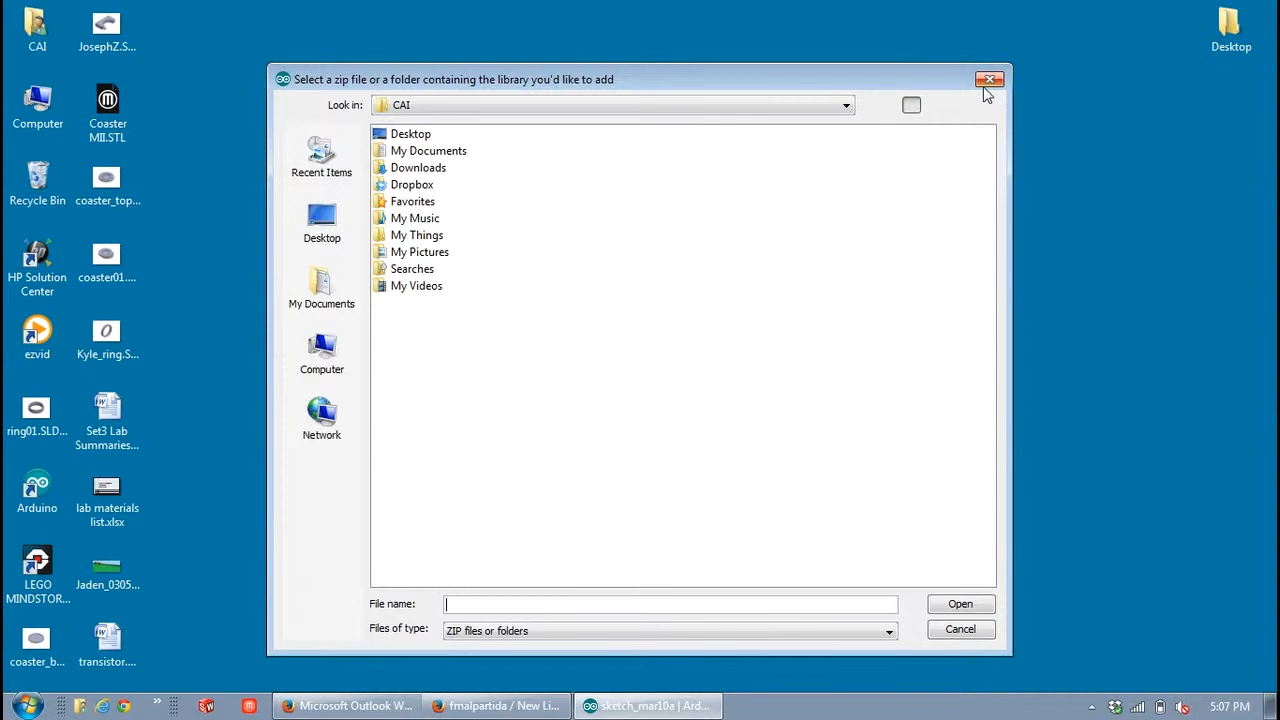 CAI
JosephZ.S...
Desktop
Computer
Coaster
MII.STL
Recycle Bin
coaster_top...
HP Solution
Center
coaster01....
ezvid
Kyle_ring.S...
ring01.SLD...
Set3 Lab
Summaries...
Arduino
lab materials
list.xlsx
LEGO
MINDSTOR...
Jaden_0305...
coaster_b...
transistor....
Select a zip file or a folder containing the library you'd like to add
Look in:
CAI
Recent Items
Desktop
My Documents
Computer
Network
Desktop
My Documents
Downloads
Dropbox
Favorites
My Music
My Things
My Pictures
Searches
My Videos
File name:
Open
Files of type:
ZIP files or folders
Cancel
Microsoft Outlook W...
fmalpartida / New Li...
sketch_mar10a | Ard...
5:07 PM